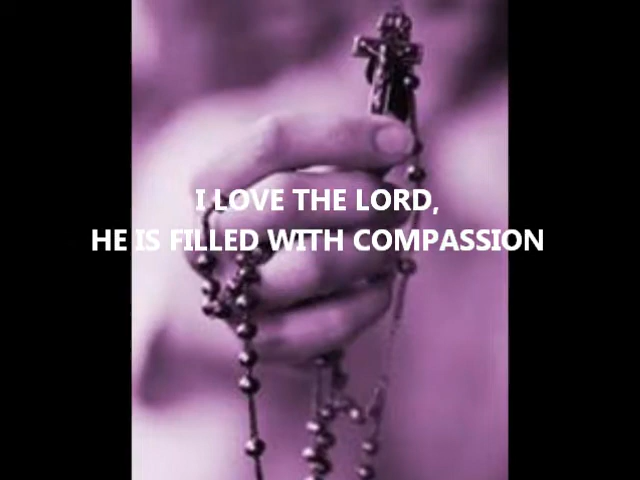 I LOVE THE LORD,
HE IS FILLED WITH COMPASSION